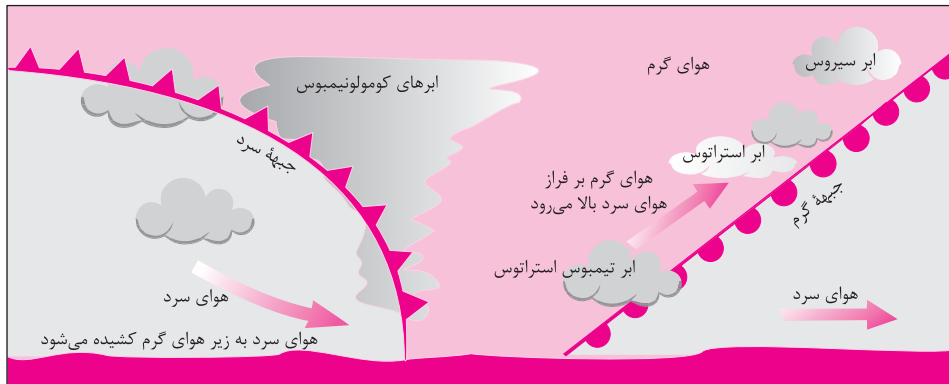 ابر سیروس
هوای گرم
ابرهای کومولونیمبوس
جبههٔ سرد
ابر استراتوس
هوای گرم بر فراز
هوای سرد بالا می‌رود
جبههٔ گرم
ابر تیمبوس استراتوس
هوای سرد
هوای سرد
هوای سرد به زیر هوای گرم کشیده می‌شود